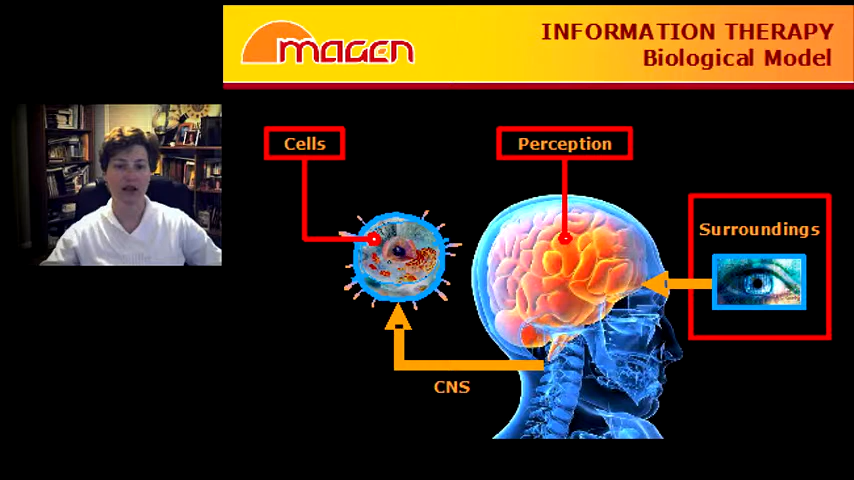 magen
INFORMATION THERAPY
Biological Model
Cells
Perception
Surroundings
CNS